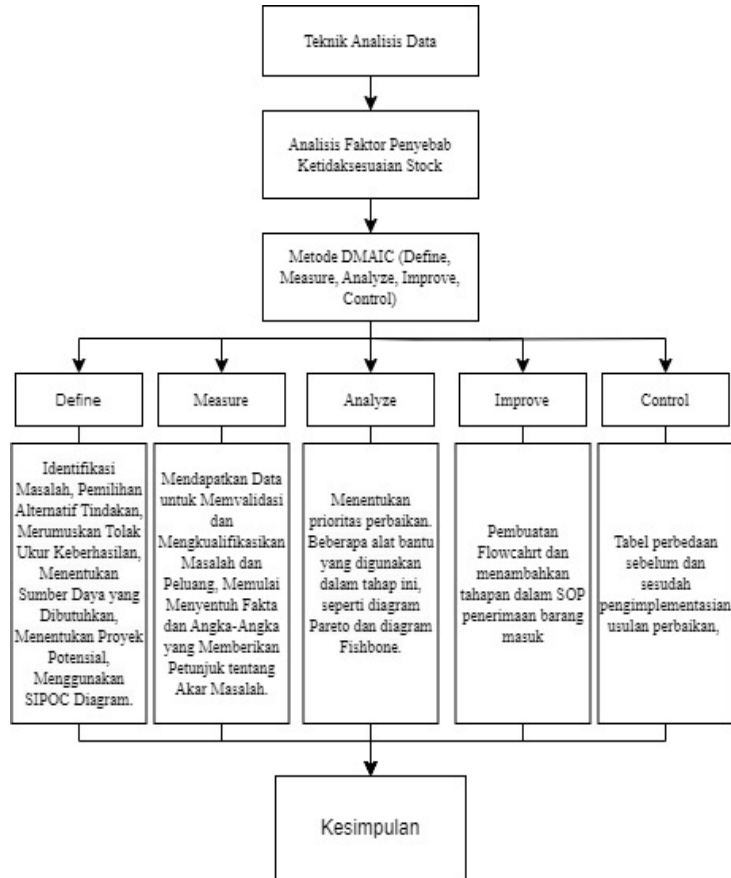 Teknik Analisis Data
Analisis Faktor Penyebab
Ketidaksesuaian Stock
Metode DMAIC (Define,
Measure, Analyze, Improve,
Control)
Define
Measure
Analyze
Improve
Control
Identifikasi
Masalah, Pemilihan
Alternatif Tindakan,
Merumuskan Tolak
Ukur Keberhasilan,
Menentukan
Sumber Daya yang
Dibutuhkan,
Menentukan Proyek
Potensial,
Menggunakan
SIPOC Diagram.
Mendapatkan Data
untuk Memvalidasi
dan
Mengkualifikasikan
Masalah dan
Peluang, Memulai
Menyentuh Fakta
dan Angka-Angka
yang Memberikan
Petunjuk tentang
Akar Masalah.
Menentukan
prioritas perbaikan.
Beberapa alat bantu
yang digunakan
dalam tahap ini,
seperti diagram
Pareto dan diagram
Fishbone.
Pembuatan
Flowcahrt dan
menambahkan
tahapan dalam SOP
penerimaan barang
masuk
Tabel perbedaan
sebelum dan
sesudah
pengimplementasian
usulan perbaikan,
Kesimpulan